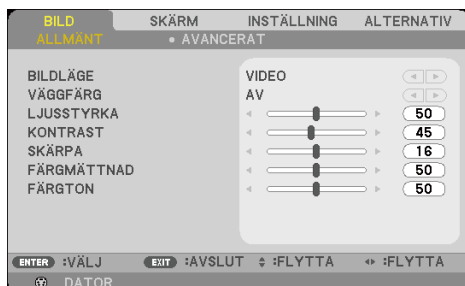 BILD SKÄRM INSTÄLLNING ALTERNATIV
ALLMÄNT • AVANCERAT
BILDLÄGE VIDEO
VÄGGFÄRG AV
LJUSSTYRKA 50
KONTRAST 45
SKÄRPA 16
FÄRGMÄTTNAD 50
FÄRGTON 50
ENTER :VÄLJ EXIT :AVSLUT :FLYTTA :FLYTTA
DATOR